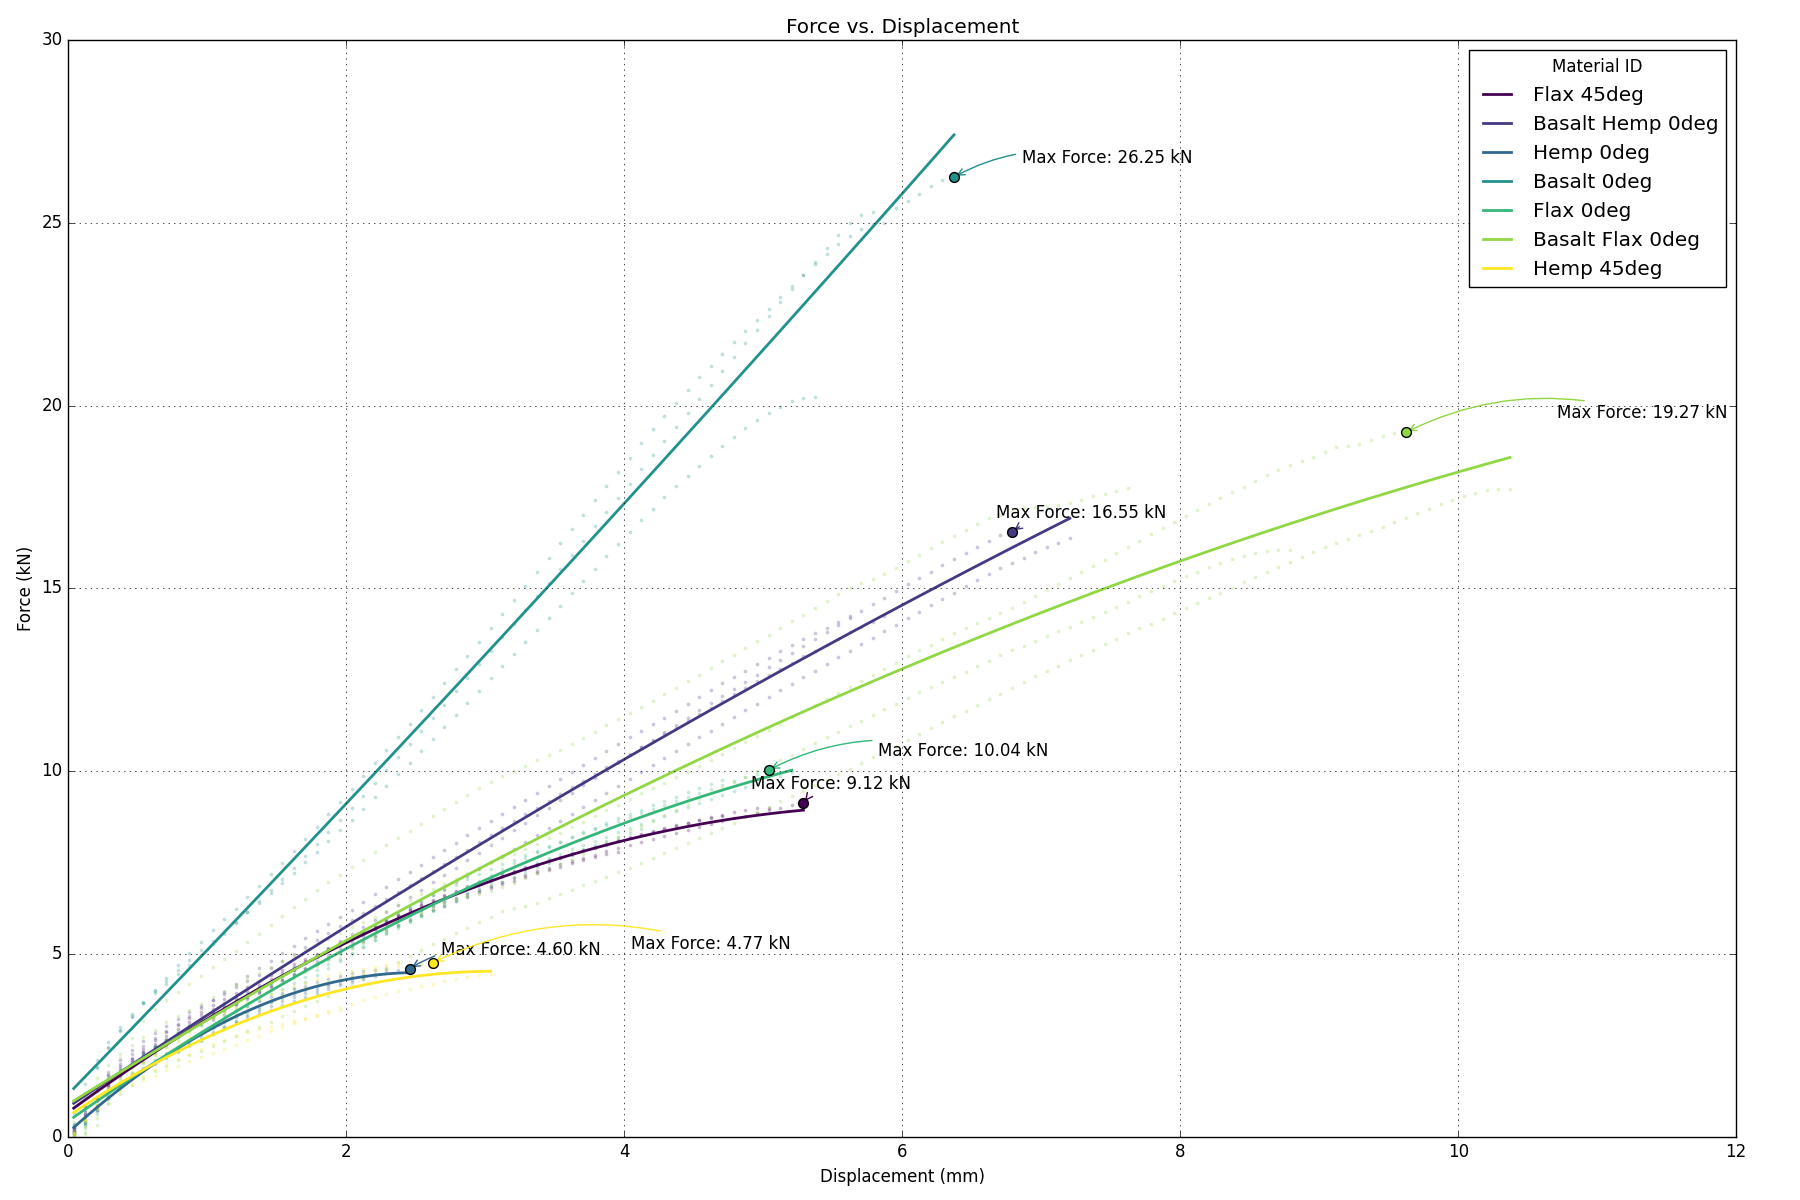 Force vs. Displacement
30
25
20
15
10
5
0
Force (kN)
Material ID
Flax 45deg
Basalt Hemp 0deg
Hemp 0deg
Basalt 0deg
Flax 0deg
Basalt Flax 0deg
Hemp 45deg
Max Force: 26.25 kN
Max Force: 19.27 kN
Max Force: 16.55 kN
Max Force: 10.04 kN
Max Force: 9.12 kN
Max Force: 4.60 kN
Max Force: 4.77 kN
0 2 4 6 8 10 12
Displacement (mm)